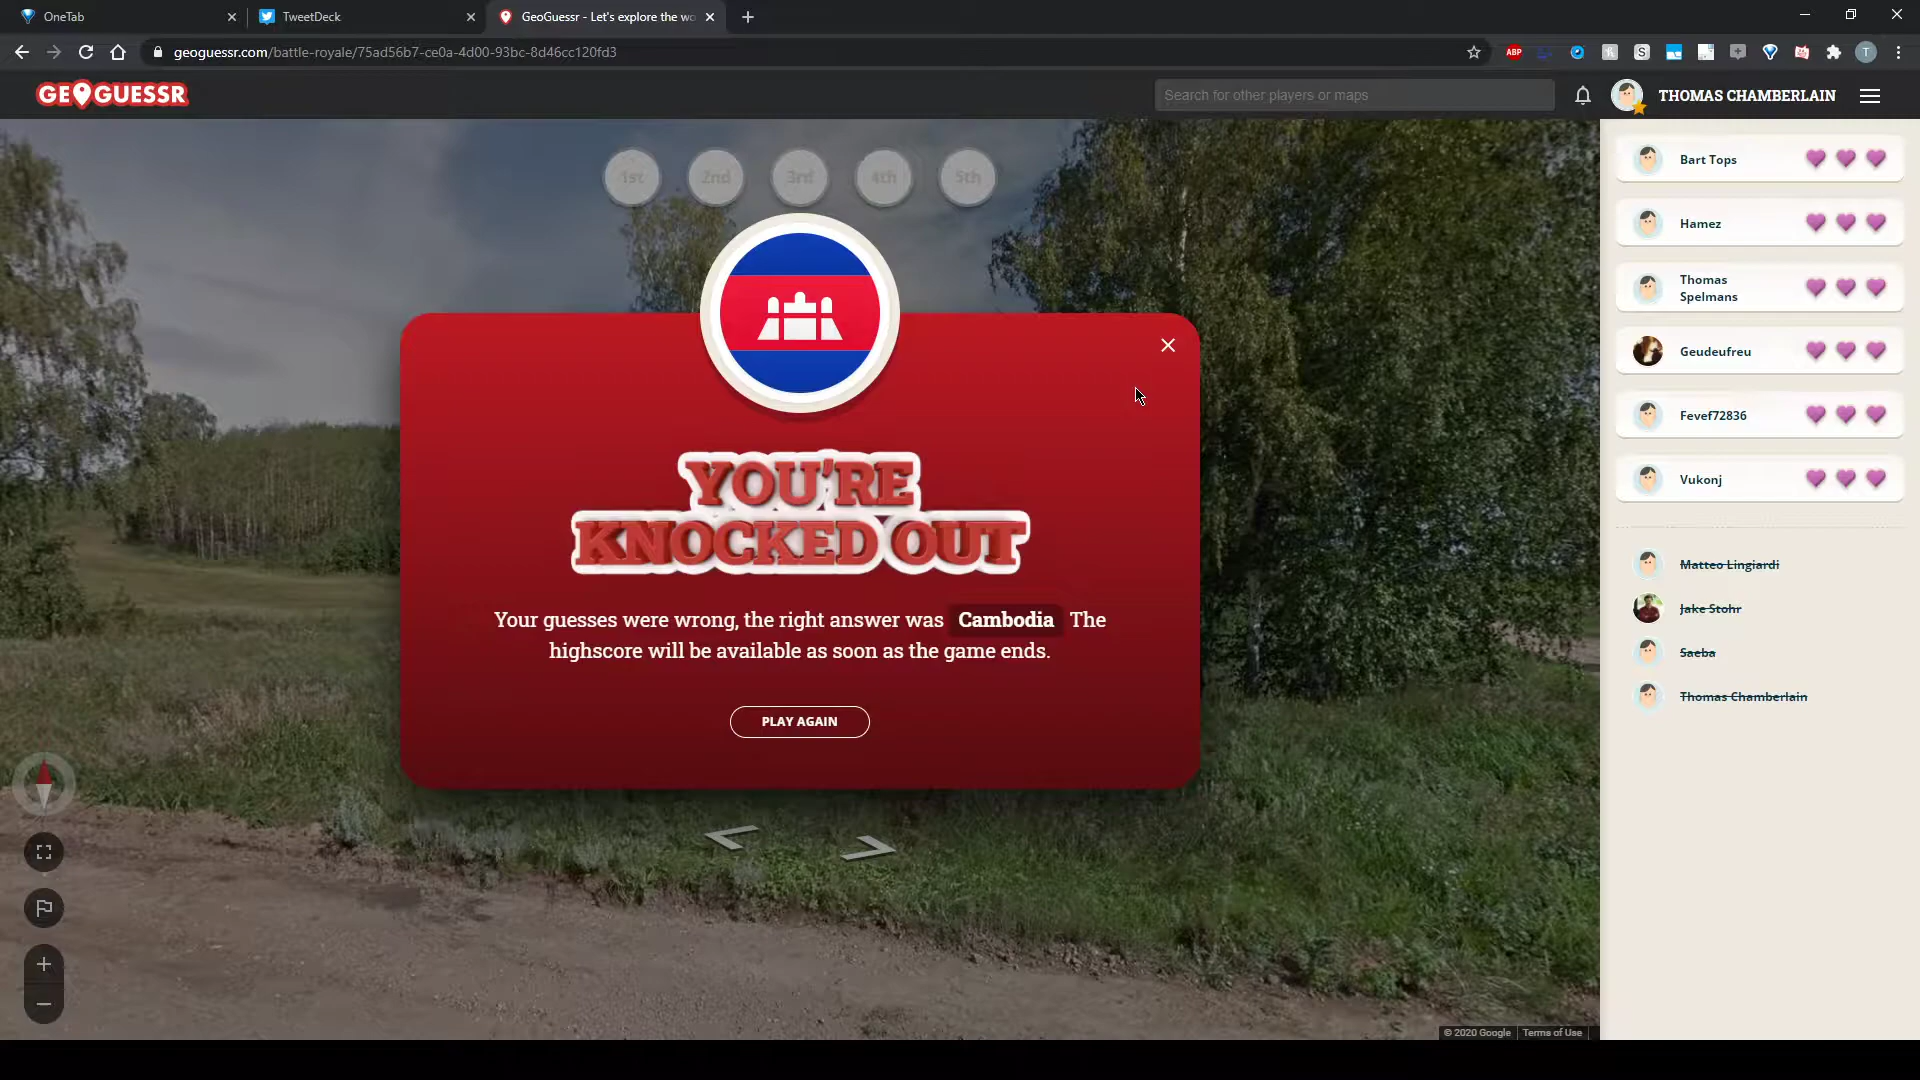 OneTab
TweetDeck
GeoGuessr - Let's explore the wo
geoguessr.com/battle-royale/75ad56b7-ce0a-4d00-93bc-8d46cc120fd3
ABP
S
T
GEOGUESSR
Search for other players or maps
THOMAS CHAMBERLAIN
1st
2nd
3rd
4th
5th
YOU'RE
KNOCKED OUT
Your guesses were wrong, the right answer was Cambodia The
highscore will be available as soon as the game ends.
PLAY AGAIN
Bart Tops
Hamez
Thomas
Spelmans
Geudeufreu
Fevef72836
Vukonj
Matteo Lingiardi
Jake Stohr
Saeba
Thomas Chamberlain
© 2020 Google
Terms of Use